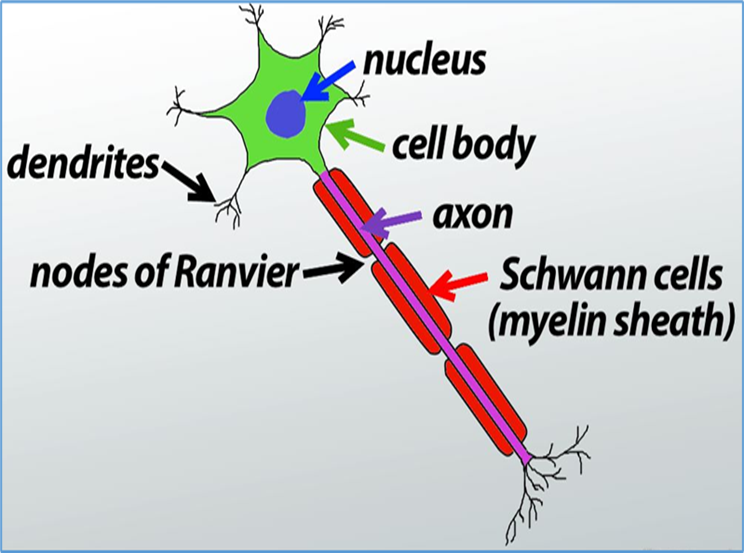 nucleus
cell body
dendrites
axon
nodes of Ranvier
Schwann cells
(myelin sheath)